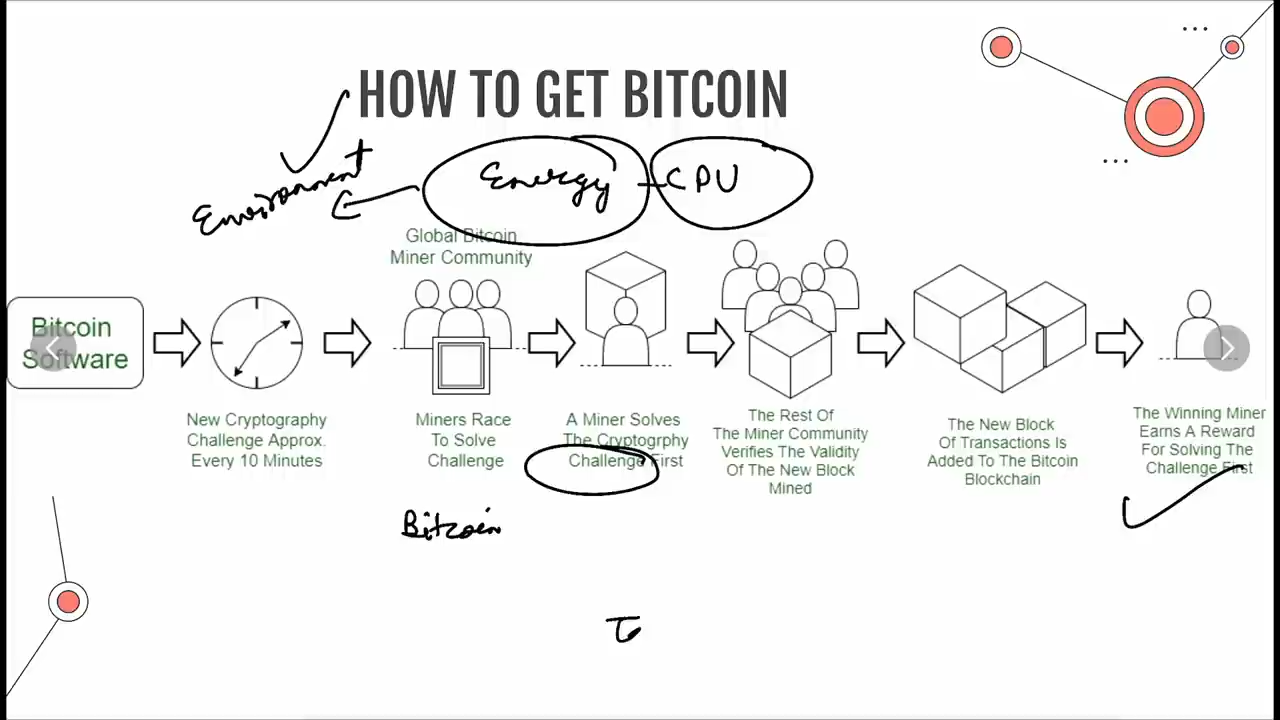 HOW TO GET BITCOIN
Environment
Energy
CPU
Global Bitcoin
Miner Community
Bitcoin
Software
New Cryptography
Challenge Approx.
Every 10 Minutes
Miners Race
To Solve
Challenge
A Miner Solves
The Cryptogrphy
Challenge First
The Rest Of
The Miner Community
Verifies The Validity
Of The New Block
Mined
The New Block
Of Transactions Is
Added To The Bitcoin
Blockchain
The Winning Miner
Earns A Reward
For Solving The
Challenge First
Bitcoin